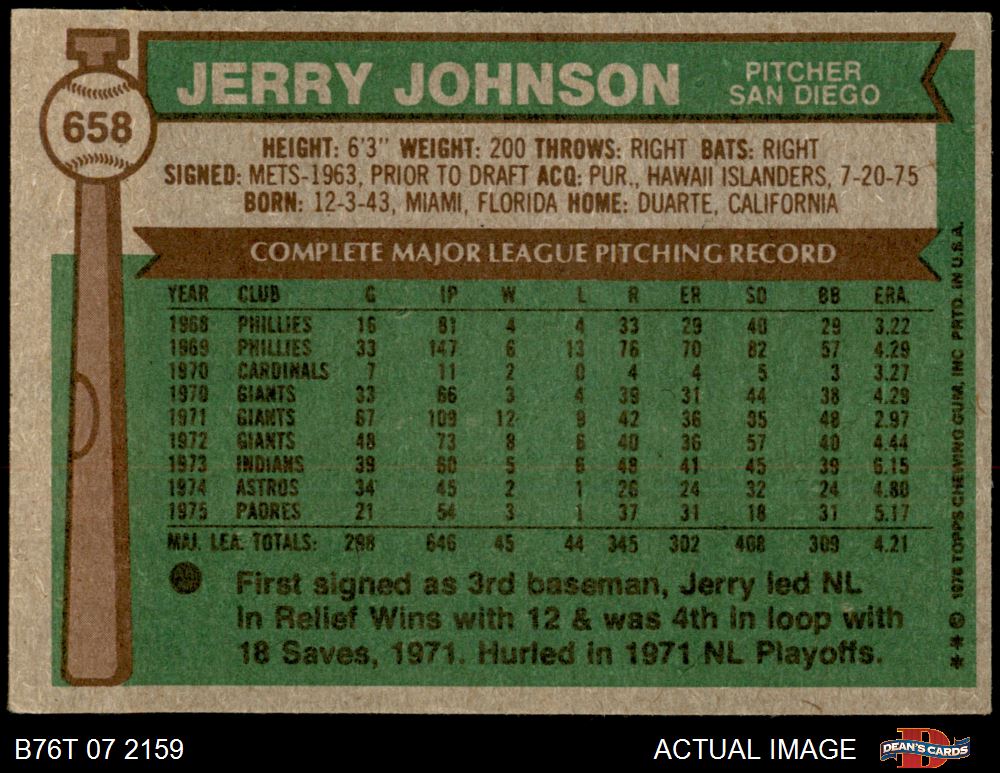 658
JERRY JOHNSON
PITCHER
SAN DIEGO
HEIGHT: 6'3" WEIGHT: 200 THROWS: RIGHT BATS: RIGHT
SIGNED: METS-1963, PRIOR TO DRAFT ACQ: PUR., HAWAII ISLANDERS, 7-20-75
BORN: 12-3-43, MIAMI, FLORIDA HOME: DUARTE, CALIFORNIA
COMPLETE MAJOR LEAGUE PITCHING RECORD
YEAR CLUB G IP W L R ER SO BB ERA.
1968 PHILLIES 16 81 4 4 33 29 40 29 3.22
1969 PHILLIES 33 147 6 13 76 70 82 57 4.29
1970 CARDINALS 7 11 2 0 4 4 5 3 3.27
1970 GIANTS 33 66 3 4 39 31 44 38 4.29
1971 GIANTS 67 109 12 9 42 36 85 48 2.97
1972 GIANTS 48 73 8 6 40 36 57 40 4.44
1973 INDIANS 39 60 5 6 48 41 45 39 6.15
1974 ASTROS 34 45 2 1 26 24 32 24 4.80
1975 PADRES 21 54 3 1 37 31 18 31 5.17
MAJ. LEA. TOTALS: 298 646 45 44 345 302 408 309 4.21
First signed as 3rd baseman, Jerry led NL
in Relief Wins with 12 & was 4th in loop with
18 Saves, 1971. Hurled in 1971 NL Playoffs.
** © 1976 TOPPS CHEWING GUM, INC PRTD. IN U.S.A.
B76T 07 2159
ACTUAL IMAGE
DEAN'S CARDS